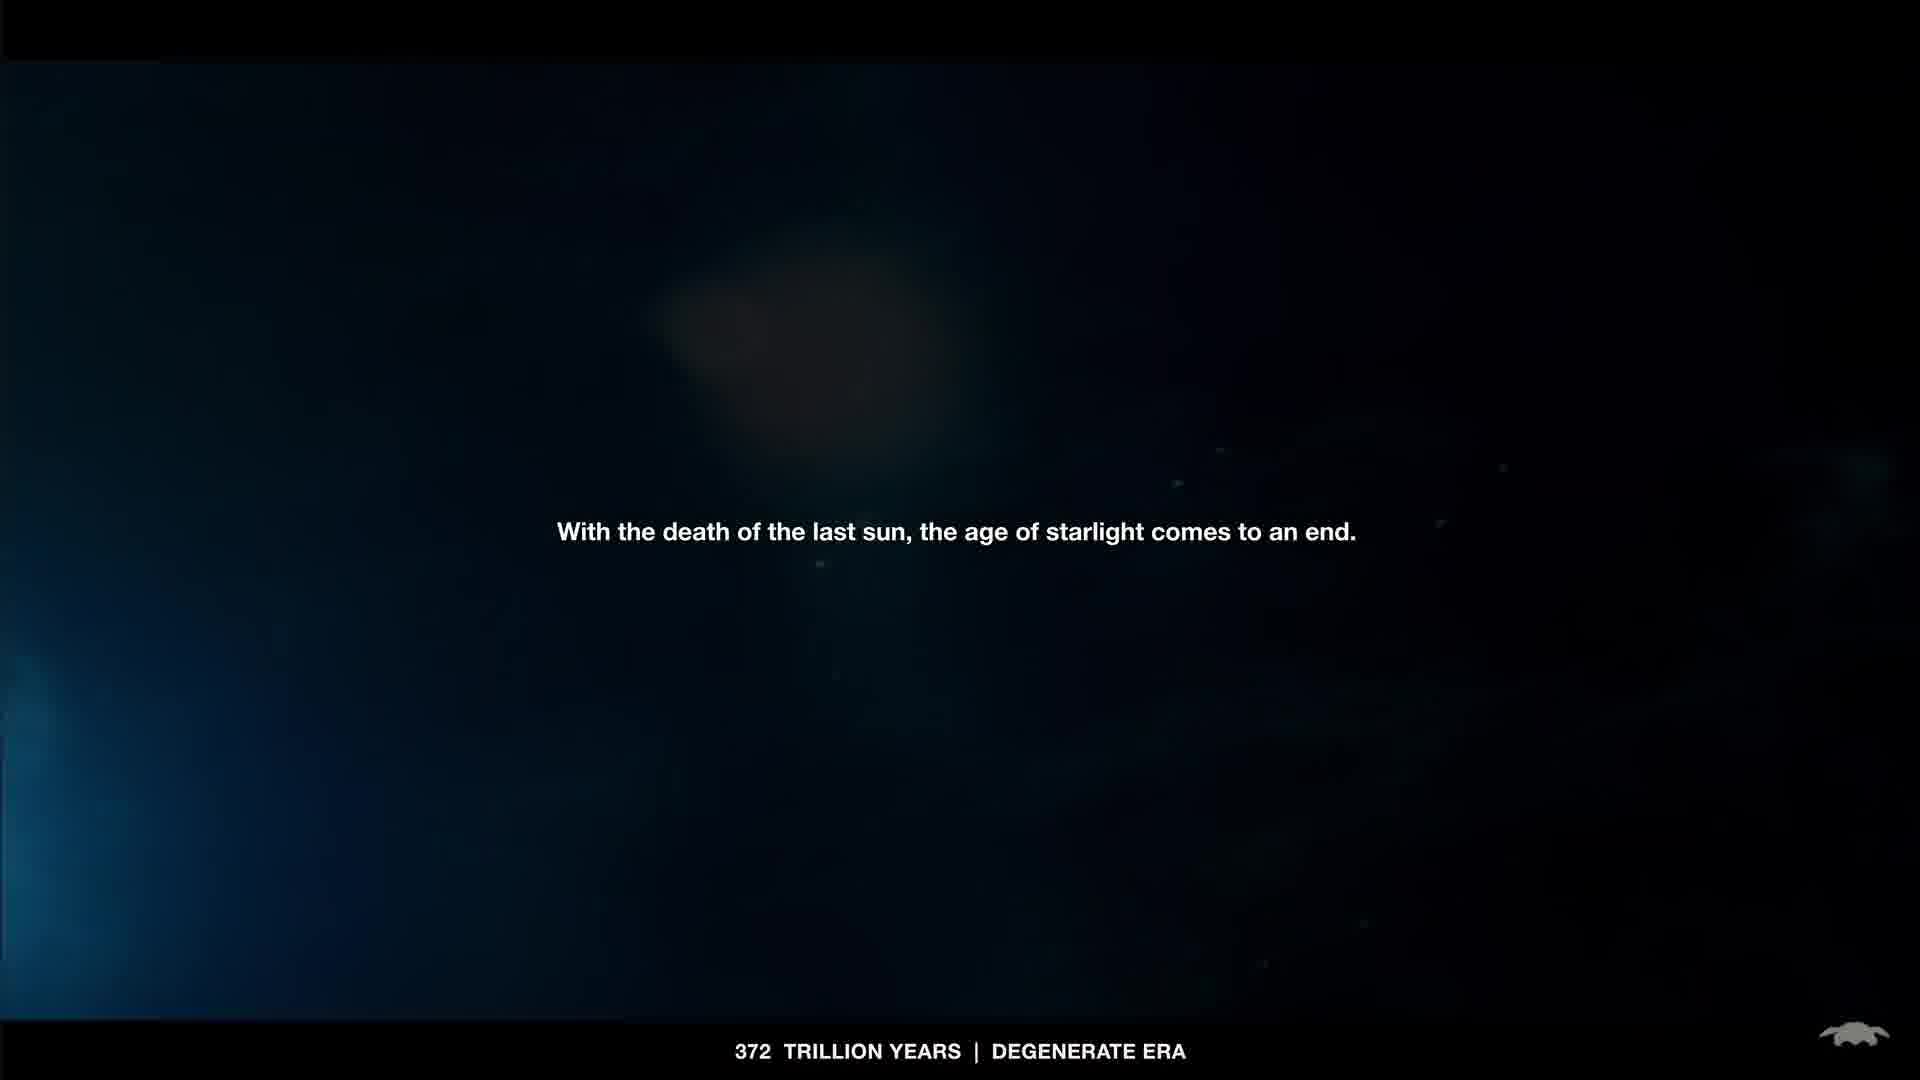 With the death of the last sun, the age of starlight comes to an end.
372 TRILLION YEARS | DEGENERATE ERA